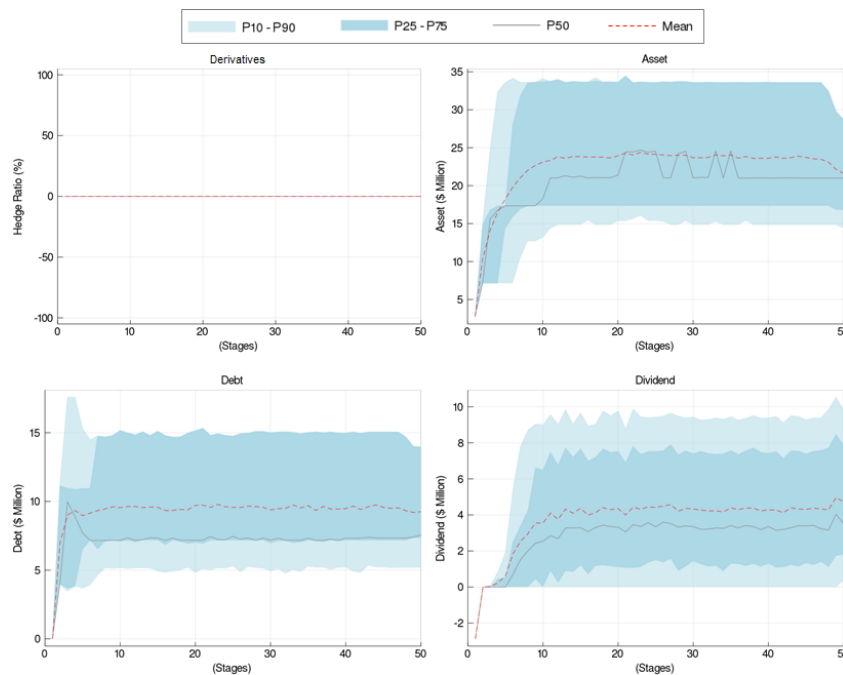 P10 - P90 P25 - P75 P50 Mean
Derivatives
Hedge Ratio (%)
100
50
0
-50
-100
0 10 20 30 40 50
(Stages)
Asset
Asset ($ Million)
35
30
25
20
15
10
5
0 10 20 30 40 50
(Stages)
Debt
Debt ($ Million)
15
10
5
0
0 10 20 30 40 50
(Stages)
Dividend
Dividend ($ Million)
10
8
6
4
2
0
-2
0 10 20 30 40 50
(Stages)